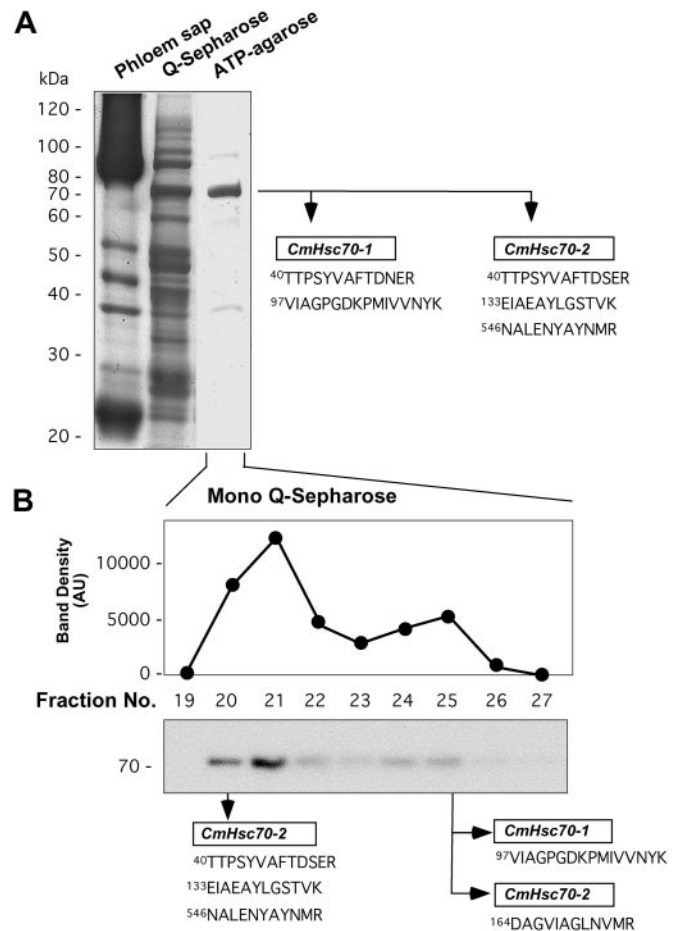 A
Phloem sap
Q-Sepharose
ATP-agarose
kDa
120 -
100 -
80 -
70 -
60 -
50 -
40 -
30 -
20 -
CmHsc70-1
40TTPSYVAFTDNER
97VIAGPGDKPMIVVNYK
CmHsc70-2
40TTPSYVAFTDSER
133EIAEAYLGSTVK
546NALENYAYNMR
Mono Q-Sepharose
B
Band Density
(AU)
10000 -
5000 -
0 -
Fraction No. 19 20 21 22 23 24 25 26 27
70 -
CmHsc70-2
40TTPSYVAFTDSER
133EIAEAYLGSTVK
546NALENYAYNMR
CmHsc70-1
97VIAGPGDKPMIVVNYK
CmHsc70-2
164DAGVIAGLNVMR